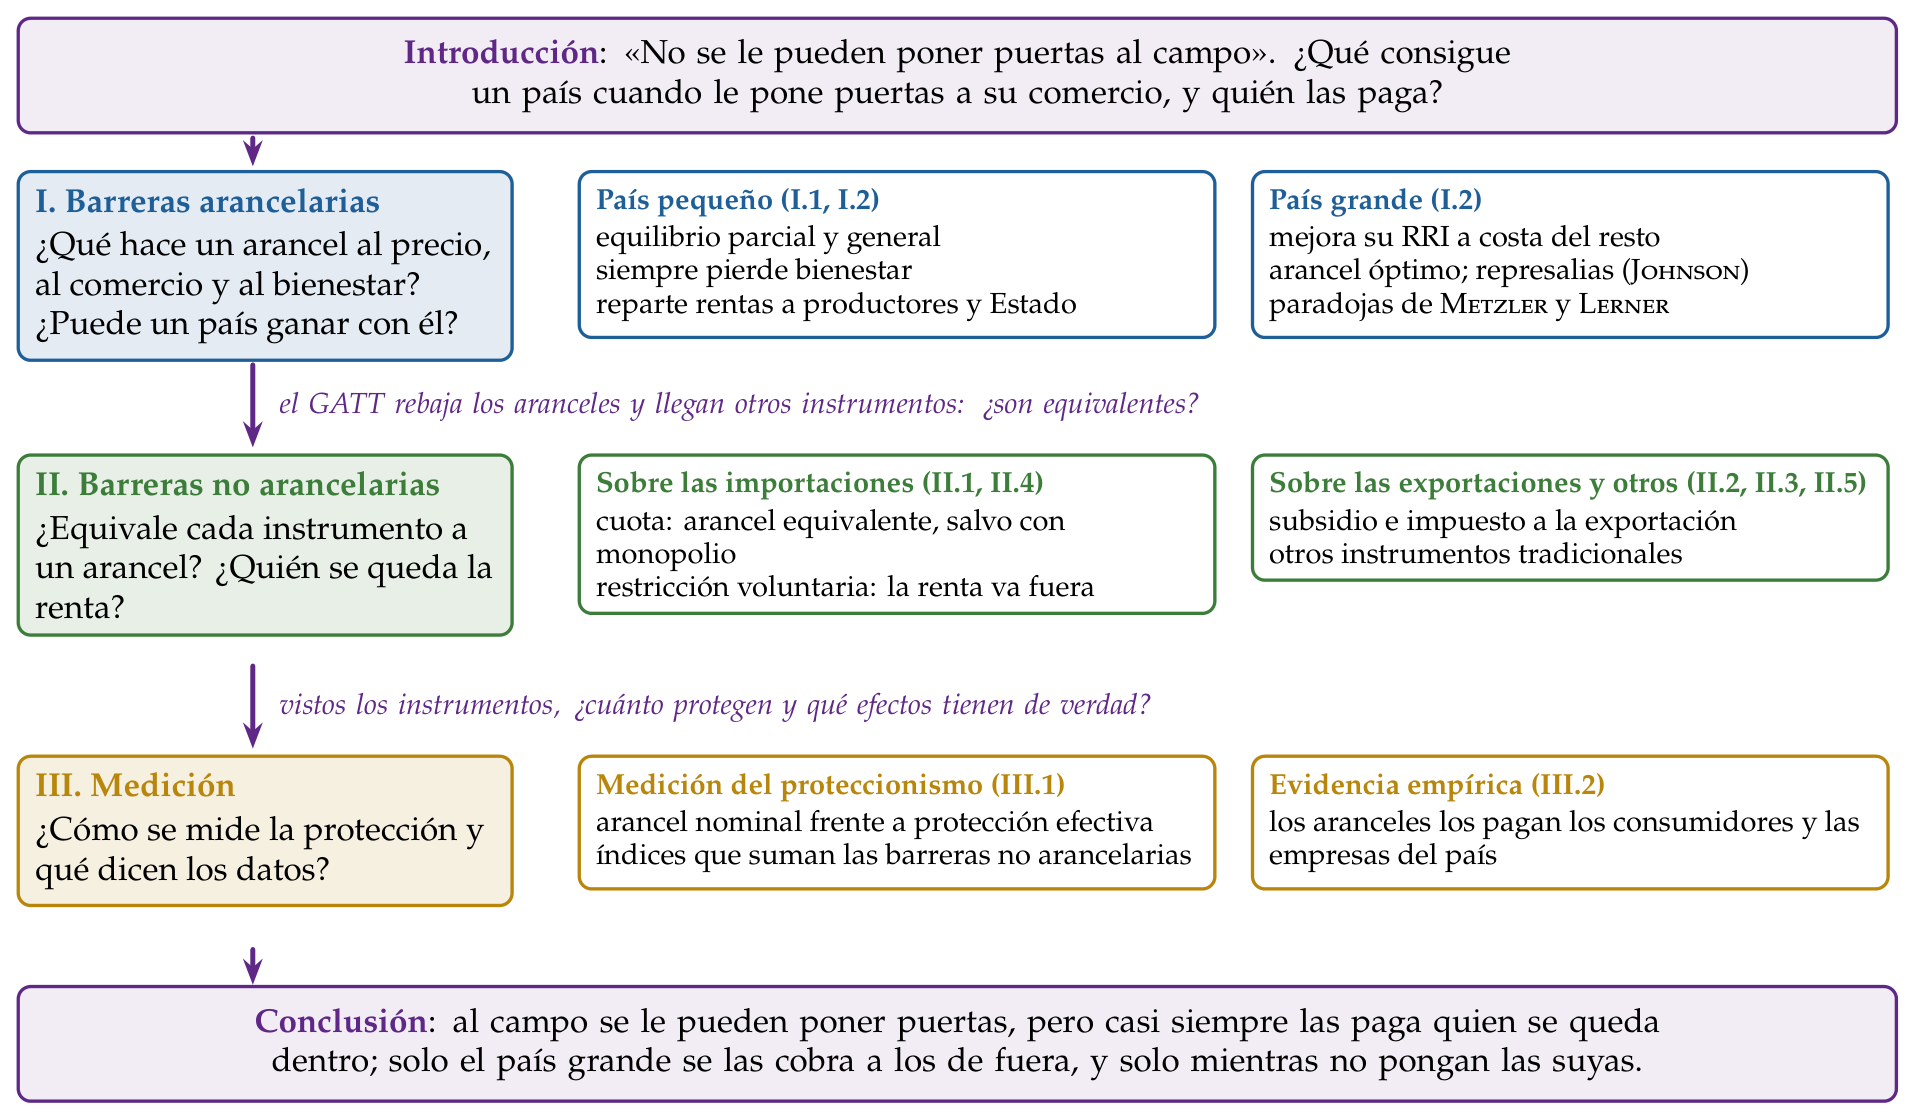 Introducción: «No se le pueden poner puertas al campo». ¿Qué consigue
un país cuando le pone puertas a su comercio, y quién las paga?
I. Barreras arancelarias
¿Qué hace un arancel al precio,
al comercio y al bienestar?
¿Puede un país ganar con él?
País pequeño (I.1, I.2)
equilibrio parcial y general
siempre pierde bienestar
reparte rentas a productores y Estado
País grande (I.2)
mejora su RRI a costa del resto
arancel óptimo; represalias (JOHNSON)
paradojas de METZLER y LERNER
el GATT rebaja los aranceles y llegan otros instrumentos: ¿son equivalentes?
II. Barreras no arancelarias
¿Equivale cada instrumento a
un arancel? ¿Quién se queda la
renta?
Sobre las importaciones (II.1, II.4)
cuota: arancel equivalente, salvo con
monopolio
restricción voluntaria: la renta va fuera
Sobre las exportaciones y otros (II.2, II.3, II.5)
subsidio e impuesto a la exportación
otros instrumentos tradicionales
vistos los instrumentos, ¿cuánto protegen y qué efectos tienen de verdad?
III. Medición
¿Cómo se mide la protección y
qué dicen los datos?
Medición del proteccionismo (III.1)
arancel nominal frente a protección efectiva
índices que suman las barreras no arancelarias
Evidencia empírica (III.2)
los aranceles los pagan los consumidores y las
empresas del país
Conclusión: al campo se le pueden poner puertas, pero casi siempre las paga quien se queda
dentro; solo el país grande se las cobra a los de fuera, y solo mientras no pongan las suyas.